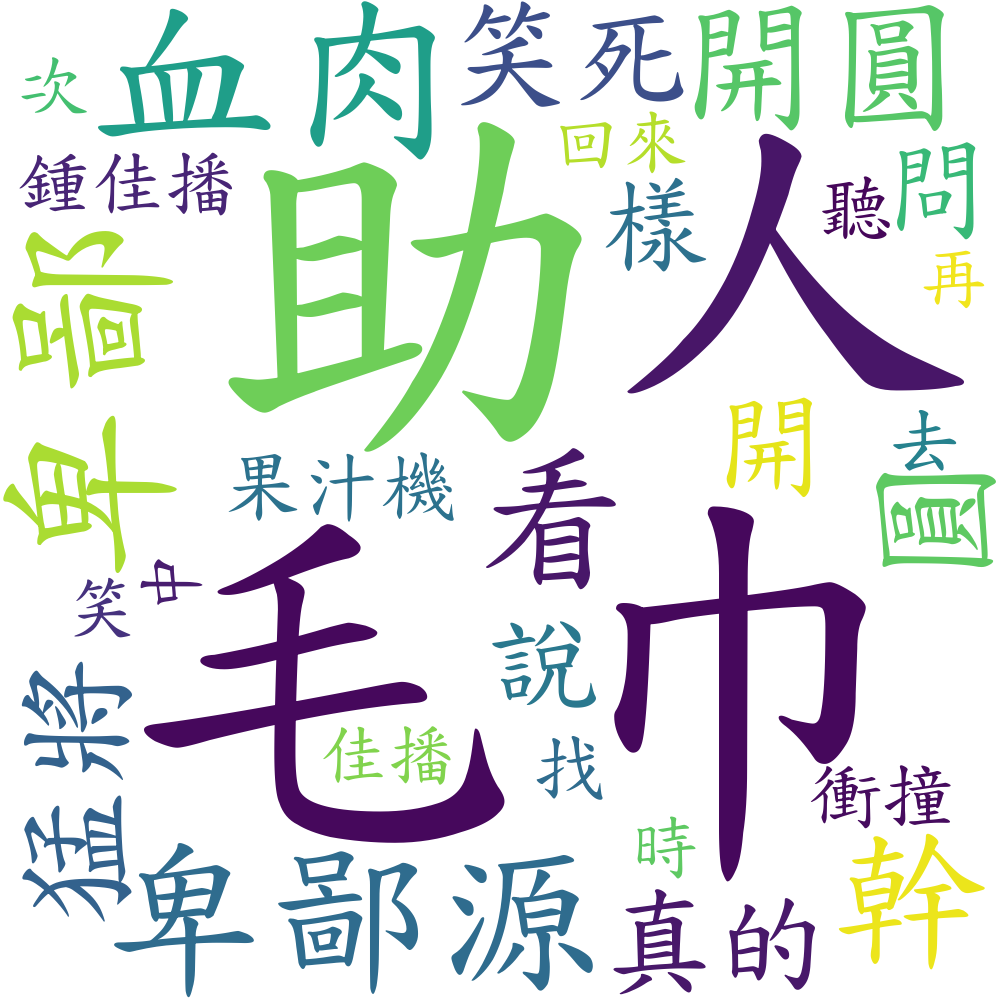 次
血肉
笑死
開圓
回來
鍾佳播
助人
樣
聽
問
再
卑鄙
果汁機
看
開
去
圓
毛巾
笑
中
說
猛將
佳播
找
衝撞
時
卑鄙源
真的
幹